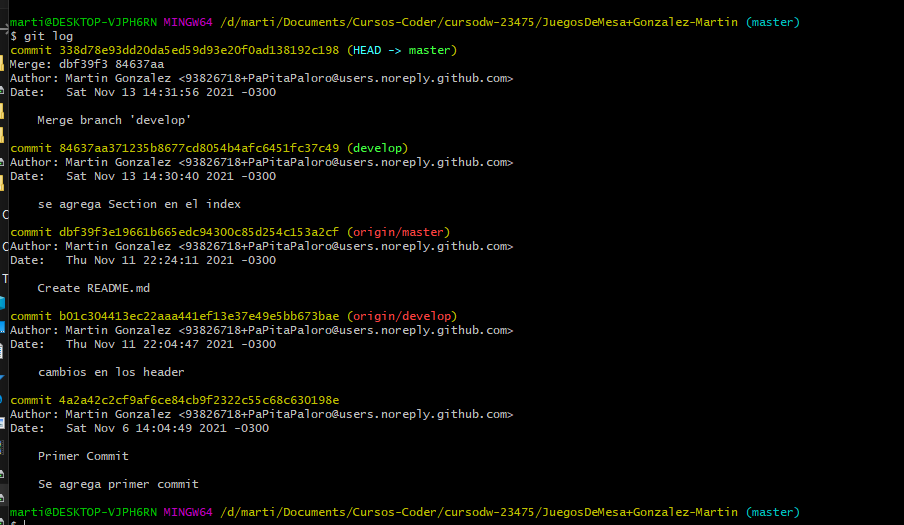 marti@DESKTOP-VJPH6RN MINGW64 /d/marti/Documents/Cursos-Coder/cursodw-23475/JuegosDeMesa+Gonzalez-Martin (master)
$ git log
commit 338d78e93dd20da5ed59d93e20f0ad138192c198 (HEAD -> master)
Merge: dbf39f3 84637aa
Author: Martin Gonzalez <93826718+PaPitaPaloro@users.noreply.github.com>
Date:   Sat Nov 13 14:31:56 2021 -0300
    Merge branch 'develop'
commit 84637aa371235b8677cd8054b4afc6451fc37c49 (develop)
Author: Martin Gonzalez <93826718+PaPitaPaloro@users.noreply.github.com>
Date:   Sat Nov 13 14:30:40 2021 -0300
    se agrega Section en el index
commit dbf39f3e19661b665edc94300c85d254c153a2cf (origin/master)
Author: Martin Gonzalez <93826718+PaPitaPaloro@users.noreply.github.com>
Date:   Thu Nov 11 22:24:11 2021 -0300
    Create README.md
commit b01c304413ec22aaa441ef13e37e49e5bb673bae (origin/develop)
Author: Martin Gonzalez <93826718+PaPitaPaloro@users.noreply.github.com>
Date:   Thu Nov 11 22:04:47 2021 -0300
    cambios en los header
commit 4a2a42c2cf9af6ce84cb9f2322c55c68c630198e
Author: Martin Gonzalez <93826718+PaPitaPaloro@users.noreply.github.com>
Date:   Sat Nov 6 14:04:49 2021 -0300
    Primer Commit
    Se agrega primer commit
marti@DESKTOP-VJPH6RN MINGW64 /d/marti/Documents/Cursos-Coder/cursodw-23475/JuegosDeMesa+Gonzalez-Martin (master)
$